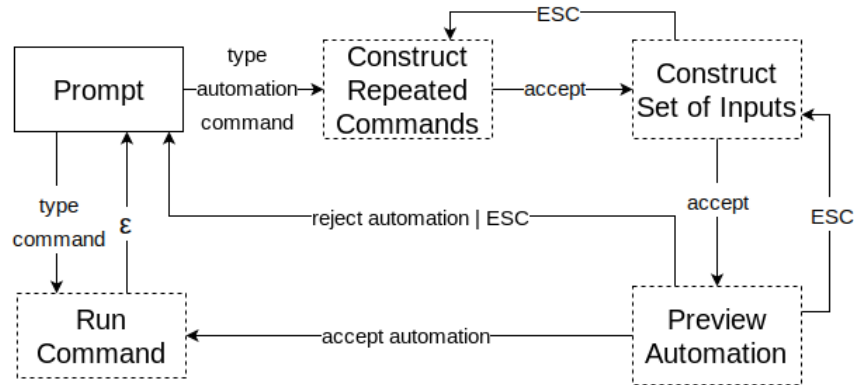 ESC
Prompt
type
automation
command
Construct
Repeated
Commands
accept
Construct
Set of Inputs
type
command
ε
reject automation | ESC
accept
ESC
Run
Command
accept automation
Preview
Automation